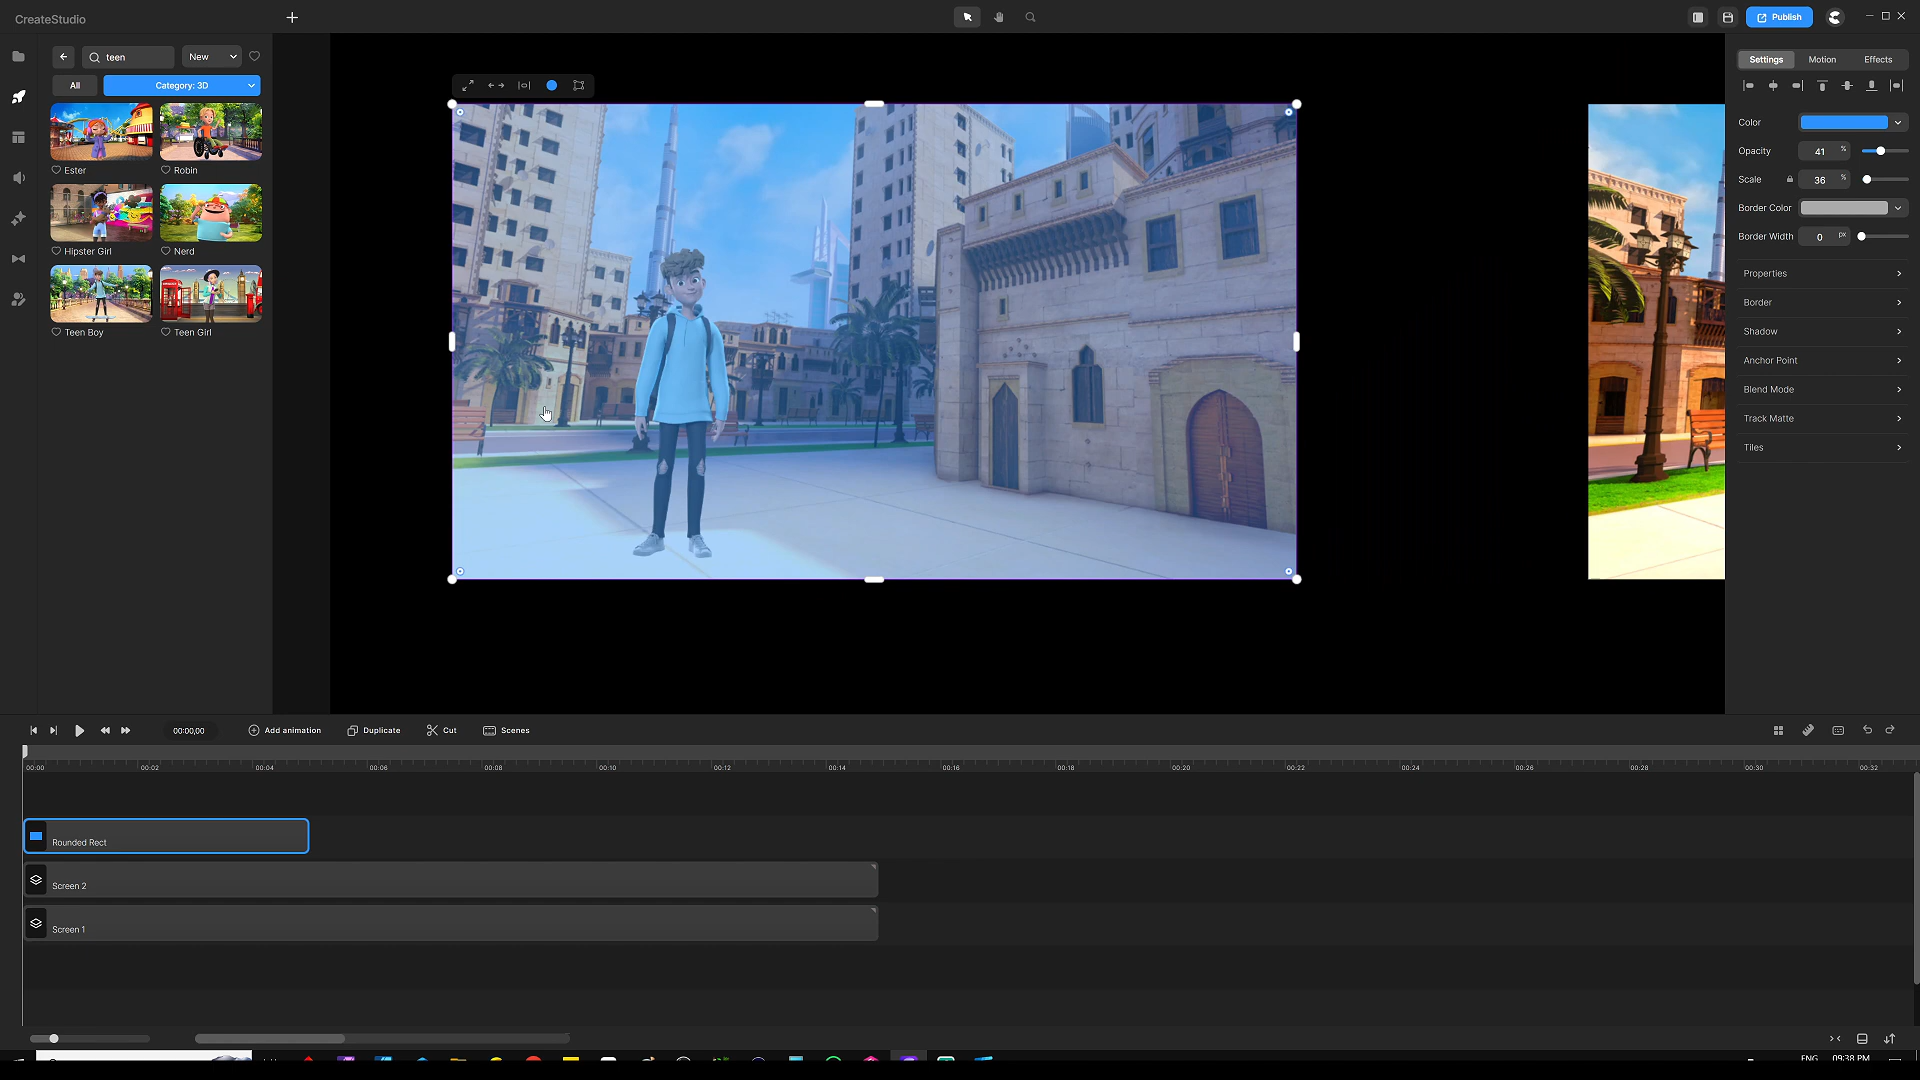 CreateStudio
Publish
teen
New
All
Category: 3D
Ester
Robin
Hipster Girl
Nerd
Teen Boy
Teen Girl
Settings
Motion
Effects
Color
Opacity
41 %
Scale
36 %
Border Color
Border Width
0 px
Properties
Border
Shadow
Anchor Point
Blend Mode
Track Matte
Tiles
00:00,00
Add animation
Duplicate
Cut
Scenes
00:00 00:02 00:04 00:06 00:08 00:10 00:12 00:14 00:16 00:18 00:20 00:22 00:24 00:26 00:28 00:30 00:32
Rounded Rect
Screen 2
Screen 1
ENG 09:38 PM